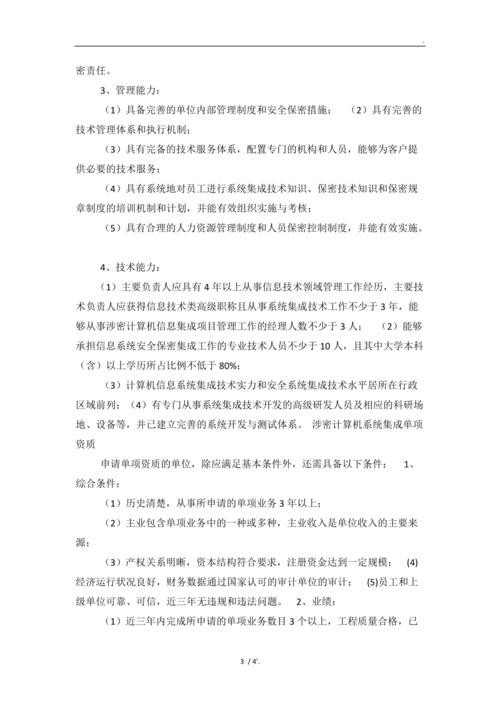 密责任。
3、管理能力：
（1）具备完善的单位内部管理制度和安全保密措施； （2）具有完善的
技术管理体系和执行机制；
（3）具有完备的技术服务体系，配置专门的机构和人员，能够为客户提
供必要的技术服务；
（4）具有系统地对员工进行系统集成技术知识、保密技术知识和保密规
章制度的培训机制和计划，并能有效组织实施与考核；
（5）具有合理的人力资源管理制度和人员保密控制制度，并能有效实施。
4、技术能力：
（1）主要负责人应具有 4 年以上从事信息技术领域管理工作经历，主要技
术负责人应获得信息技术类高级职称且从事系统集成技术工作不少于 3 年，能
够从事涉密计算机信息集成项目管理工作的经理人数不少于 3 人； （2）能够
承担信息系统安全保密集成工作的专业技术人员不少于 10 人，且其中大学本科
（含）以上学历所占比例不低于 80%；
（3）计算机信息系统集成技术实力和安全系统集成技术水平居所在行政
区域前列；（4）有专门从事系统集成技术开发的高级研发人员及相应的科研场
地、设备等，并已建立完善的系统开发与测试体系。 涉密计算机系统集成单项
资质
申请单项资质的单位，除应满足基本条件外，还需具备以下条件： 1、
综合条件：
（1）历史清楚，从事所申请的单项业务 3 年以上；
（2）主业包含单项业务中的一种或多种，主业收入是单位收入的主要来
源；
（3）产权关系明晰，资本结构符合要求，注册资金达到一定规模； (4)
经济运行状况良好，财务数据通过国家认可的审计单位的审计； (5)员工和上
级单位可靠、可信，近三年无违规和违法问题。 2、业绩：
（1）近三年内完成所申请的单项业务数目 3 个以上，工程质量合格，已
3 / 4'.